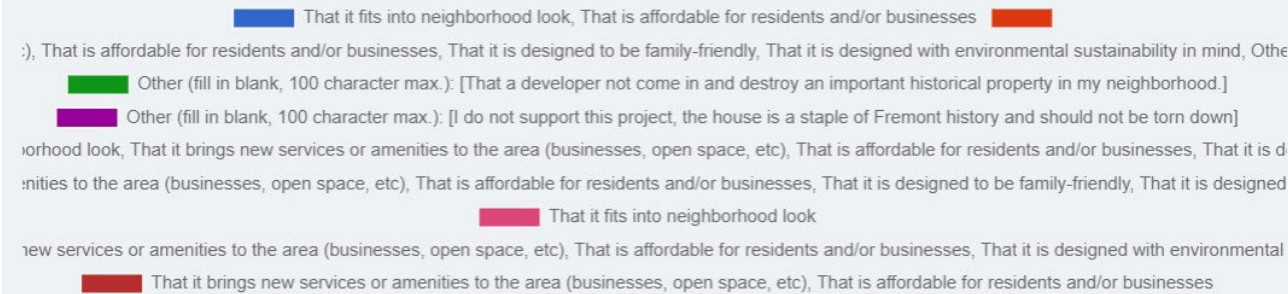 That it fits into neighborhood look, That is affordable for residents and/or businesses
), That is affordable for residents and/or businesses, That it is designed to be family-friendly, That it is designed with environmental sustainability in mind, Othe
Other (fill in blank, 100 character max.): [That a developer not come in and destroy an important historical property in my neighborhood.]
Other (fill in blank, 100 character max.): [I do not support this project, the house is a staple of Fremont history and should not be torn down]
orhood look, That it brings new services or amenities to the area (businesses, open space, etc), That is affordable for residents and/or businesses, That it is d
nities to the area (businesses, open space, etc), That is affordable for residents and/or businesses, That it is designed to be family-friendly, That it is designed
That it fits into neighborhood look
new services or amenities to the area (businesses, open space, etc), That is affordable for residents and/or businesses, That it is designed with environmental
That it brings new services or amenities to the area (businesses, open space, etc), That is affordable for residents and/or businesses